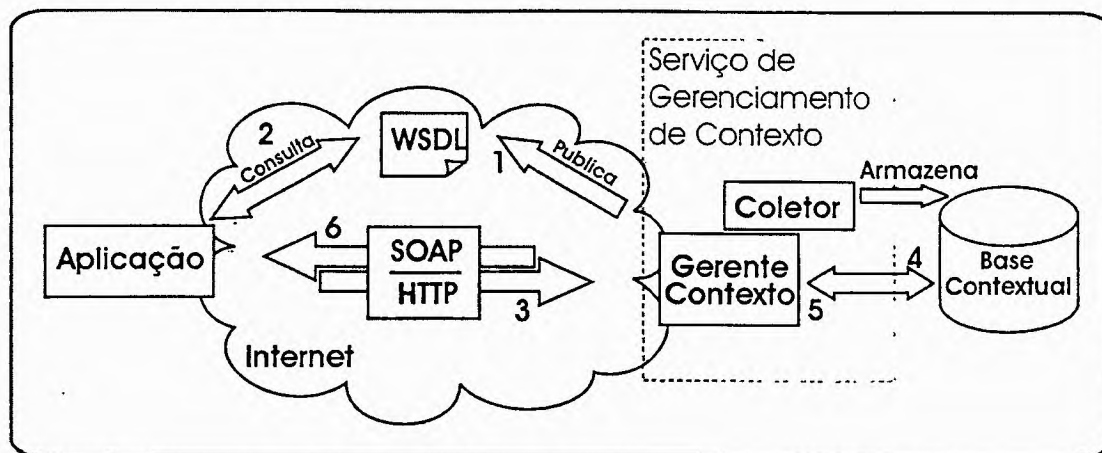 Serviço de
Gerenciamento
de Contexto
2
Consulta
WSDL
1
Publica
Armazena
Coletor
Aplicação
6
SOAP
HTTP
3
Gerente
Contexto
4
5
Base
Contextual
Internet